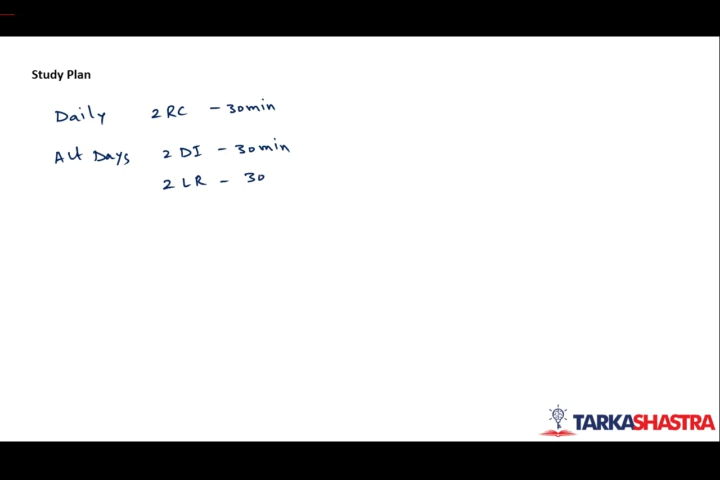 Study Plan
Daily 2 RC - 30min
Alt Days 2 DI - 30min
2 LR - 30
TARKASHASTRA